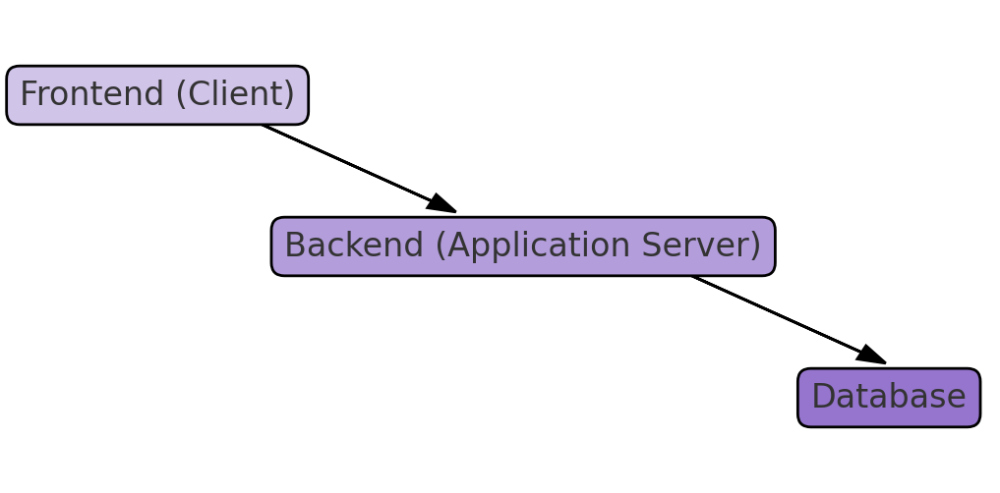 Frontend (Client)
Backend (Application Server)
Database